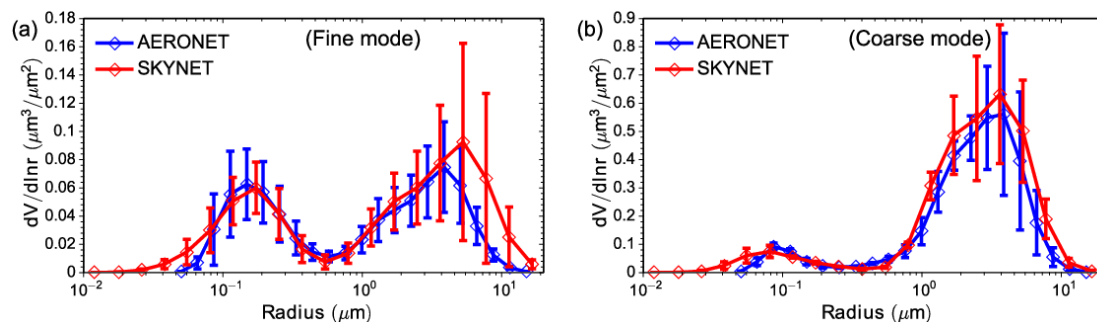 (a)
AERONET
SKYNET
(Fine mode)
dV/dlnr (μm³/μm²)
0.18
0.16
0.14
0.12
0.1
0.08
0.06
0.04
0.02
0
10⁻² 10⁻¹ 10⁰ 10¹
Radius (μm)
(b)
AERONET
SKYNET
(Coarse mode)
dV/dlnr (μm³/μm²)
0.9
0.8
0.7
0.6
0.5
0.4
0.3
0.2
0.1
0
10⁻² 10⁻¹ 10⁰ 10¹
Radius (μm)